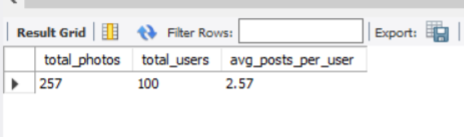 Result Grid Filter Rows: Export:
total_photos total_users avg_posts_per_user
257 100 2.57